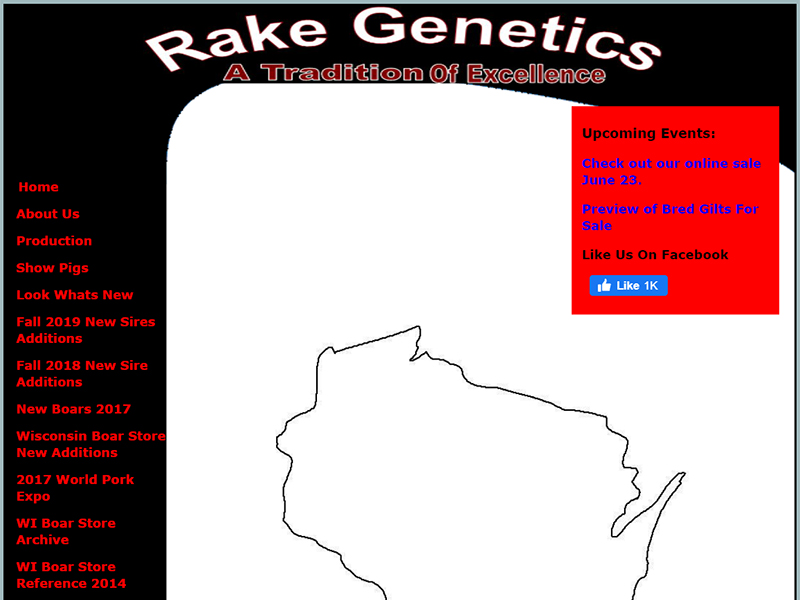 Rake Genetics
A Tradition Of Excellence
Home
About Us
Production
Show Pigs
Look Whats New
Fall 2019 New Sires
Additions
Fall 2018 New Sire
Additions
New Boars 2017
Wisconsin Boar Store
New Additions
2017 World Pork
Expo
WI Boar Store
Archive
WI Boar Store
Reference 2014
Upcoming Events:
Check out our online sale
June 23.
Preview of Bred Gilts For
Sale
Like Us On Facebook
Like 1K